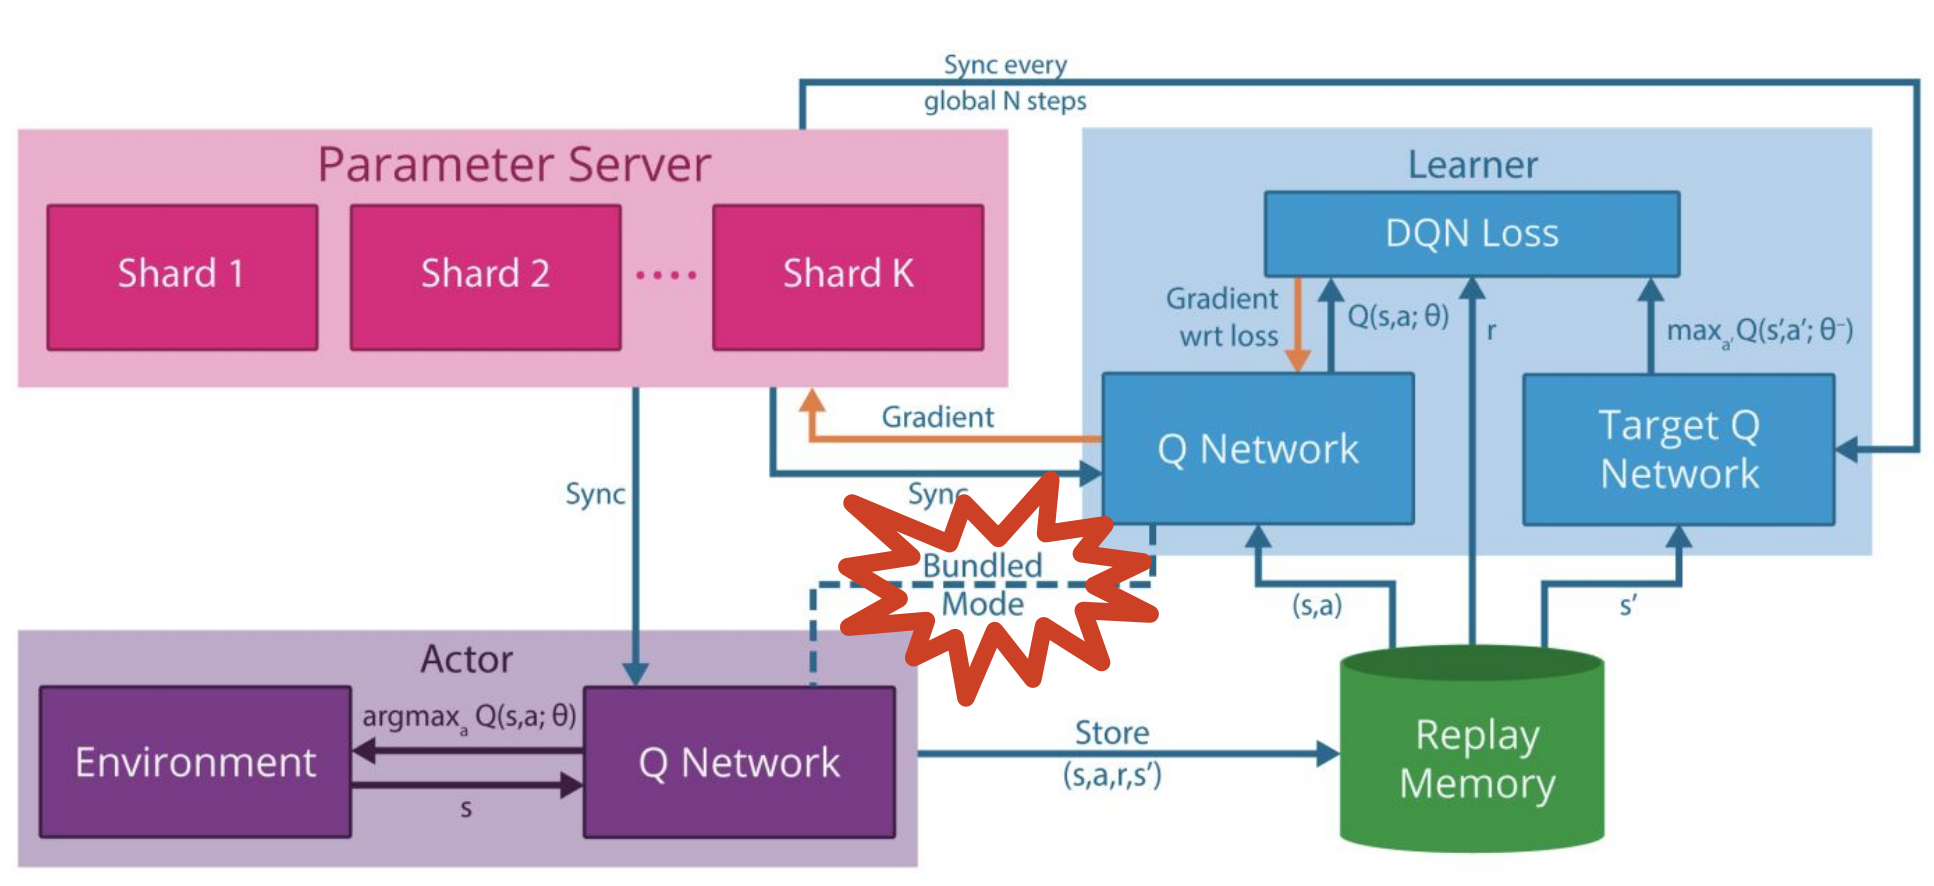 Sync every
global N steps
Parameter Server
Shard 1
Shard 2
....
Shard K
Learner
DQN Loss
Gradient
wrt loss
Q(s,a; θ)
r
maxₐ′ Q(s′,a′; θ⁻)
Q Network
Target Q
Network
Gradient
Sync
Sync
Bundled
Mode
(s,a)
s′
Actor
Environment
argmaxₐ Q(s,a; θ)
s
Q Network
Store
(s,a,r,s′)
Replay
Memory